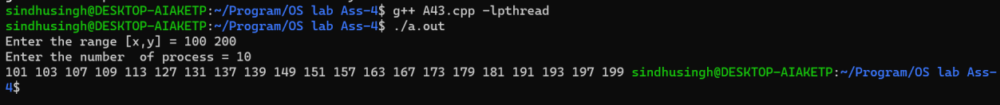 sindhusingh@DESKTOP-AIAKETP:~/Program/OS lab Ass-4$ g++ A43.cpp -lpthread
sindhusingh@DESKTOP-AIAKETP:~/Program/OS lab Ass-4$ ./a.out
Enter the range [x,y] = 100 200
Enter the number  of process = 10
101 103 107 109 113 127 131 137 139 149 151 157 163 167 173 179 181 191 193 197 199 sindhusingh@DESKTOP-AIAKETP:~/Program/OS lab Ass-
4$